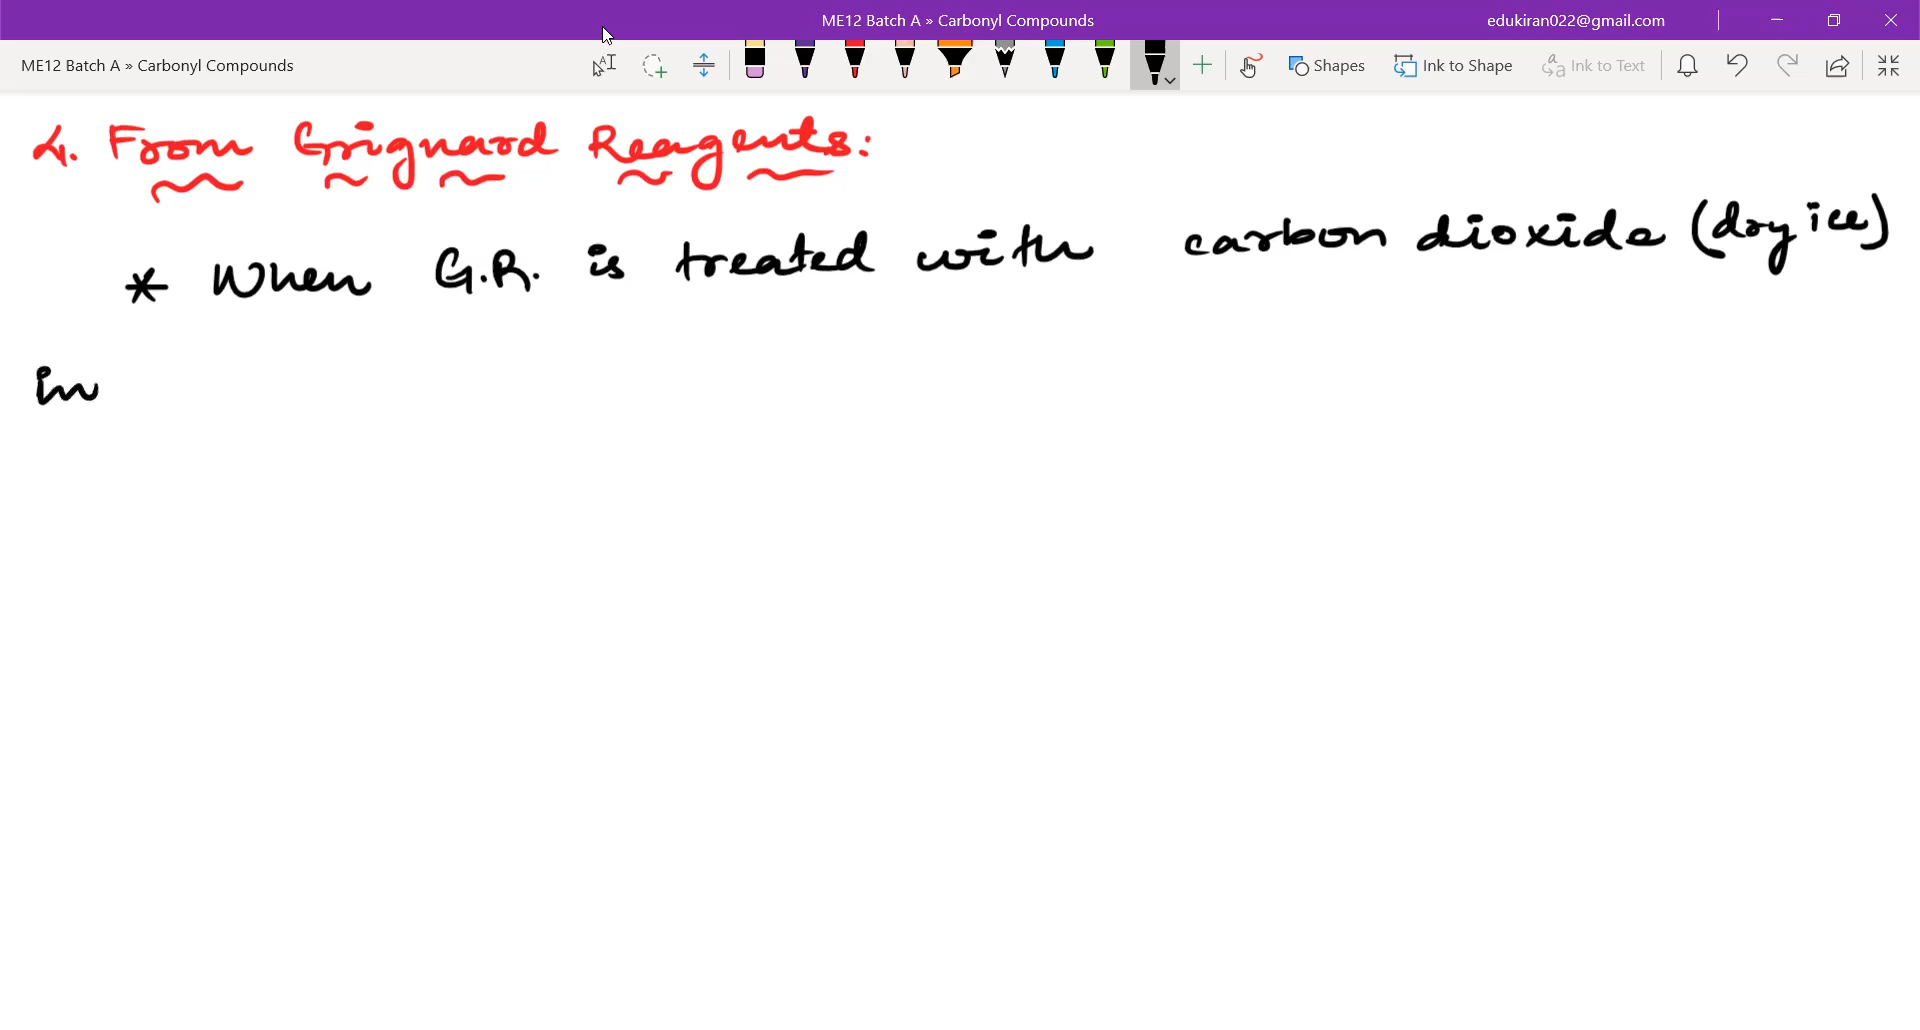 ME12 Batch A » Carbonyl Compounds
edukiran022@gmail.com
ME12 Batch A » Carbonyl Compounds
Shapes
Ink to Shape
Ink to Text
4. From Grignard Reagents:
* When G.R. is treated with carbon dioxide (dry ice)
in